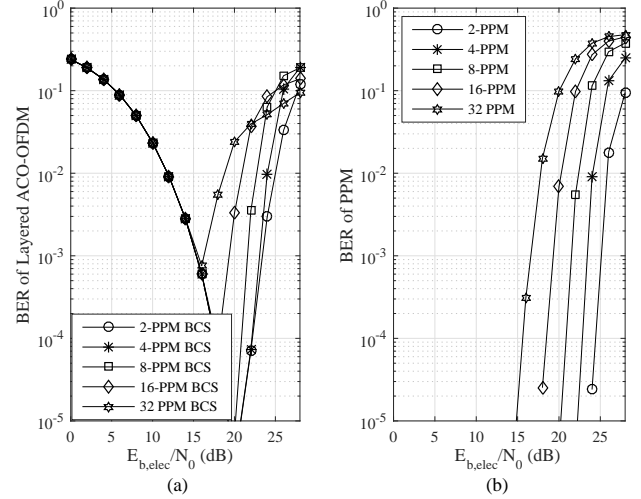 BER of Layered ACO-OFDM
10^0
10^-1
10^-2
10^-3
10^-4
10^-5
2-PPM BCS
4-PPM BCS
8-PPM BCS
16-PPM BCS
32 PPM BCS
0 5 10 15 20 25
E_b,elec/N_0 (dB)
(a)
BER of PPM
10^0
10^-1
10^-2
10^-3
10^-4
10^-5
2-PPM
4-PPM
8-PPM
16-PPM
32 PPM
0 5 10 15 20 25
E_b,elec/N_0 (dB)
(b)